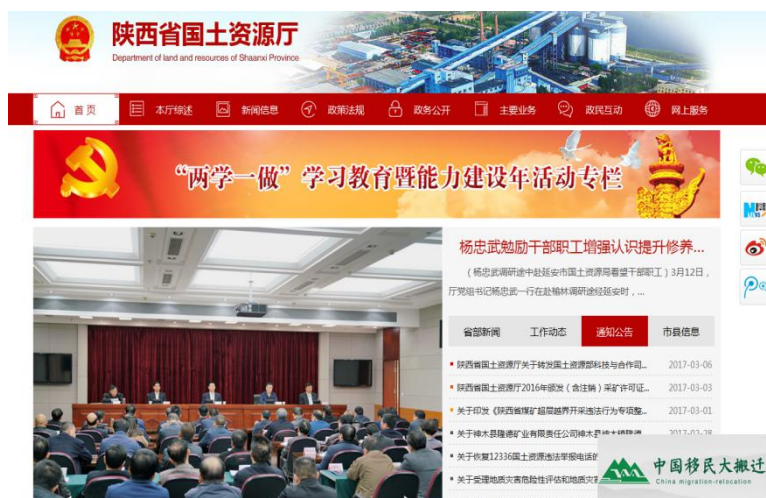 陕西省国土资源厅
Department of land and resources of Shaanxi Province
首页 本厅综述 新闻信息 政策法规 政务公开 主要业务 政民互动 网上服务
“两学一做”学习教育暨能力建设年活动专栏
杨忠武勉励干部职工增强认识提升修养...
（杨忠武调研途中赴延安市国土资源局看望干部职工）3月12日，
厅党组书记杨忠武一行在赴榆林调研途经延安时，...
省部新闻 工作动态 通知公告 市县信息
陕西省国土资源厅关于转发国土资源部科技与合作司... 2017-03-06
陕西省国土资源厅2016年颁发（含注销）采矿许可证... 2017-03-03
关于印发《陕西省煤矿超层越界开采违法行为专项整... 2017-03-01
关于神木县隆德矿业有限责任公司神木县 2017-02-28
关于恢复12336国土资源违法举报电话的
关于受理地质灾害危险性评估和地质灾
中国移民大搬迁
China migration-relocation